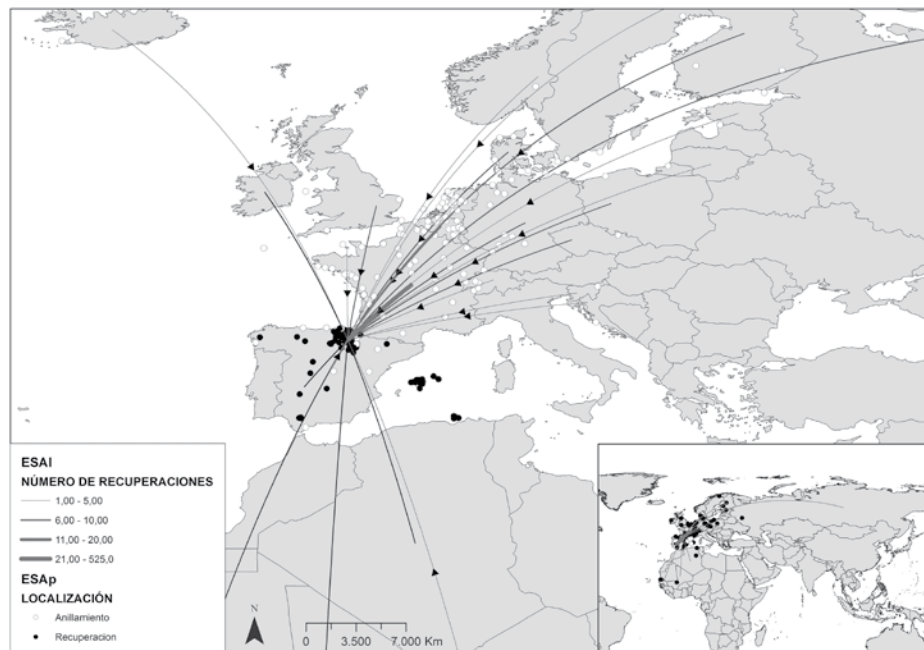 ESAI
NÚMERO DE RECUPERACIONES
1,00 - 5,00
6,00 - 10,00
11,00 - 20,00
21,00 - 525,0
ESAp
LOCALIZACIÓN
Anillamiento
Recuperacion
N
0 3.500 7.000 Km